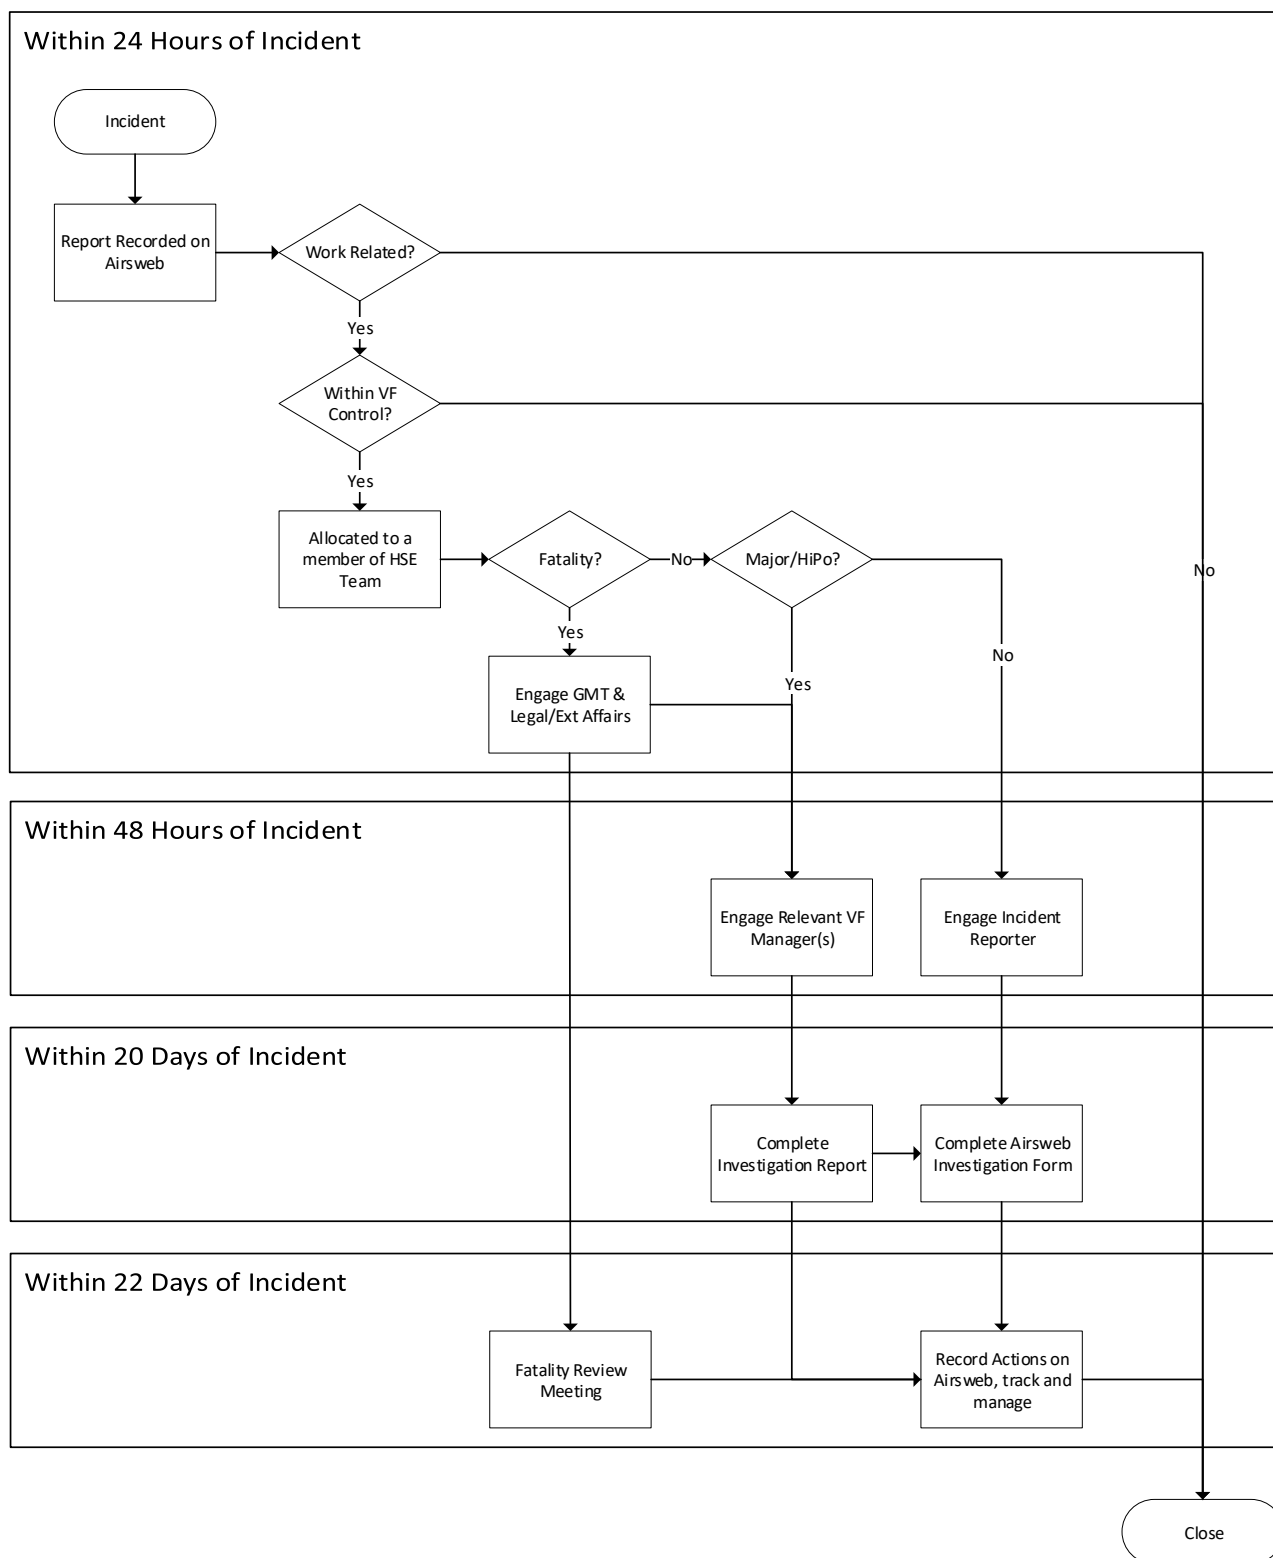 Within 24 Hours of Incident
Incident
Report Recorded on
Airsweb
Work Related?
Yes
Within VF
Control?
Yes
Allocated to a
member of HSE
Team
Fatality?
No
Major/HiPo?
No
Yes
No
Engage GMT &
Legal/Ext Affairs
Yes
Within 48 Hours of Incident
Engage Relevant VF
Manager(s)
Engage Incident
Reporter
Within 20 Days of Incident
Complete
Investigation Report
Complete Airsweb
Investigation Form
Within 22 Days of Incident
Fatality Review
Meeting
Record Actions on
Airsweb, track and
manage
Close